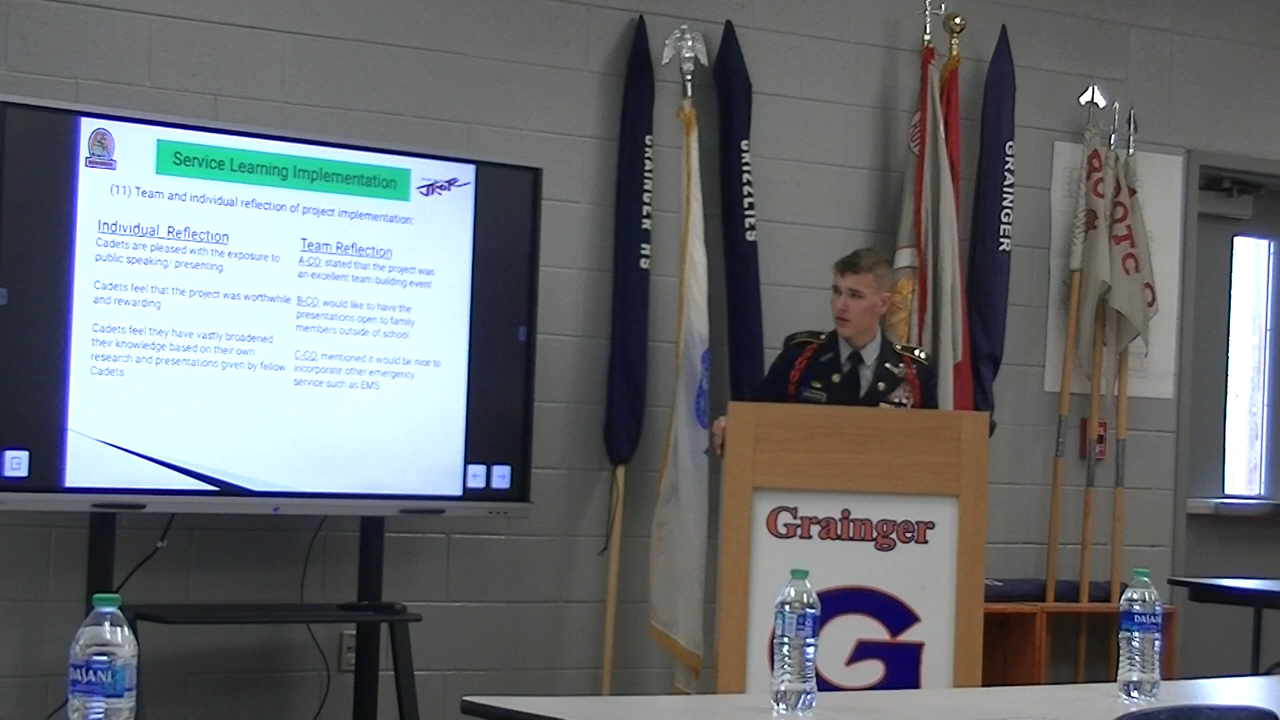 Service Learning Implementation
JROTC
(11) Team and individual reflection of project implementation:
Individual Reflection
Cadets are pleased with the exposure to
public speaking/ presenting.
Cadets feel that the project was worthwhile
and rewarding
Cadets feel they have vastly broadened
their knowledge based on their own
research and presentations given by fellow
Cadets
Team Reflection
A-CO: stated that the project was
an excellent team building event
B-CO: would like to have the
presentations open to family
members outside of school
C-CO: mentioned it would be nice to
incorporate other emergency
service such as EMS
GRAINGER HS
GRIZZLIES
GRAINGER
Grainger
G
DASANI
DASANI